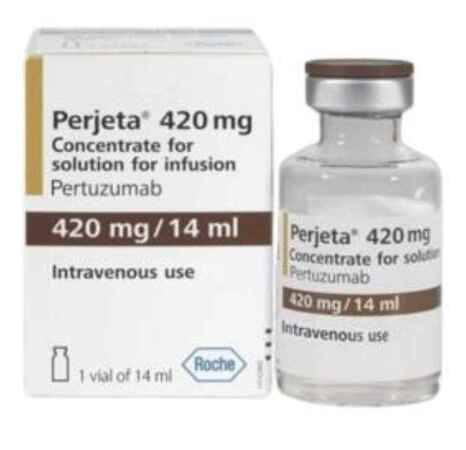 Perjeta® 420 mg
Concentrate for
solution for infusion
Pertuzumab
420 mg/14 ml
Intravenous use
1 vial of 14 ml
Roche
Perjeta® 420 mg
Concentrate for solution
Pertuzumab
420 mg/14 ml
Intravenous use